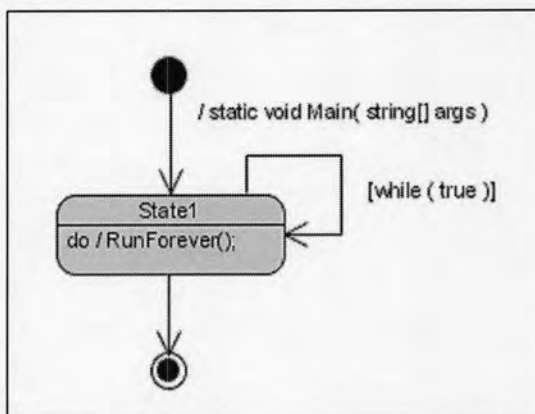 / static void Main( string[] args )
[while ( true )]
State1
do / RunForever();